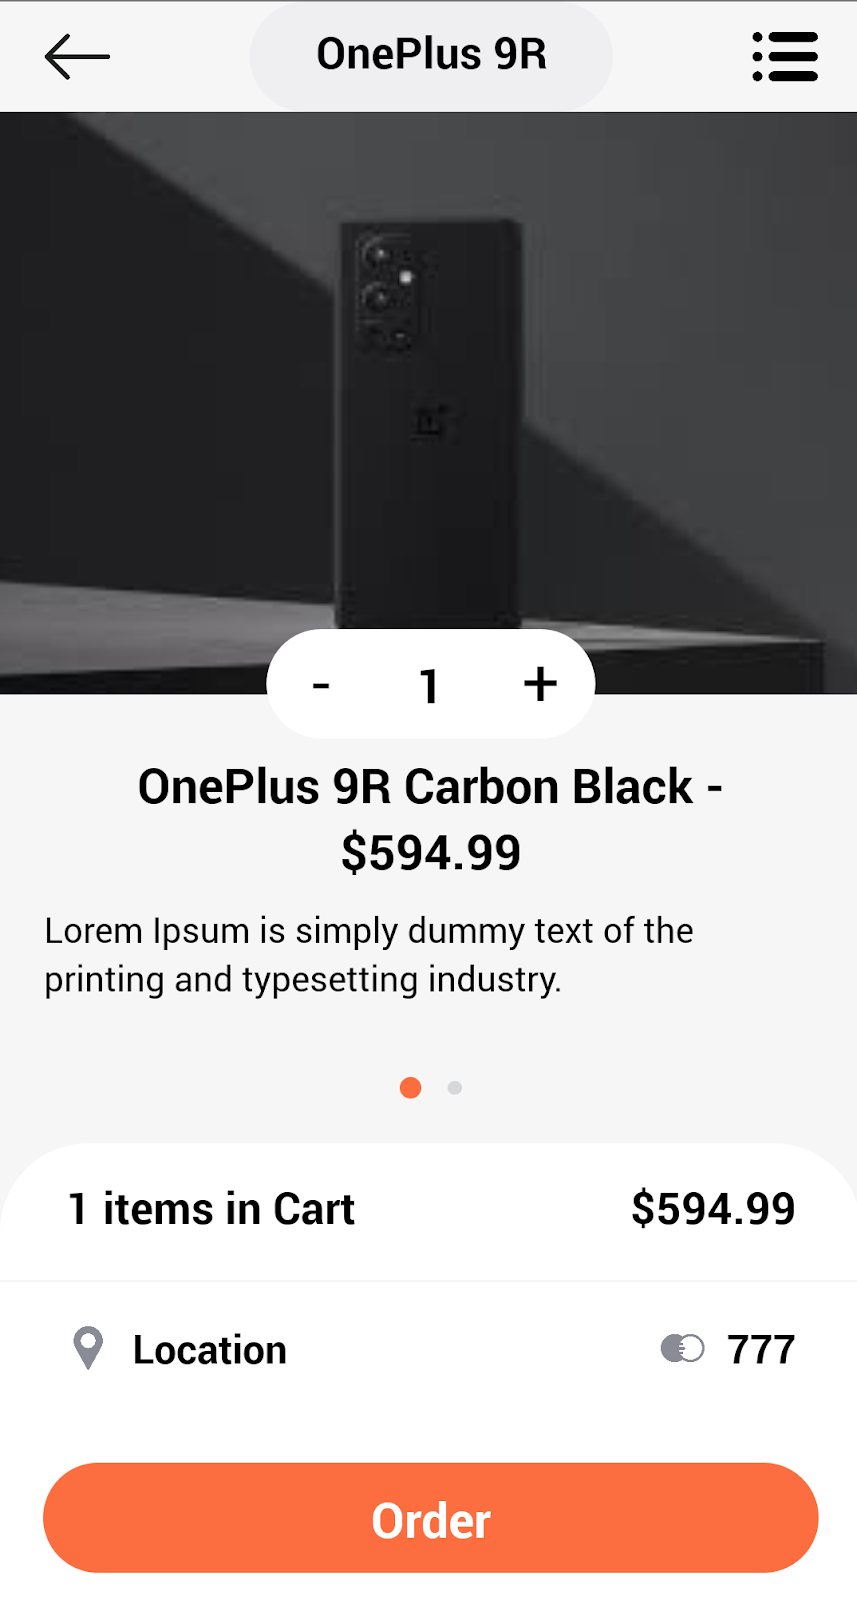 OnePlus 9R
- 1 +
OnePlus 9R Carbon Black -
$594.99
Lorem Ipsum is simply dummy text of the
printing and typesetting industry.
1 items in Cart $594.99
Location 777
Order